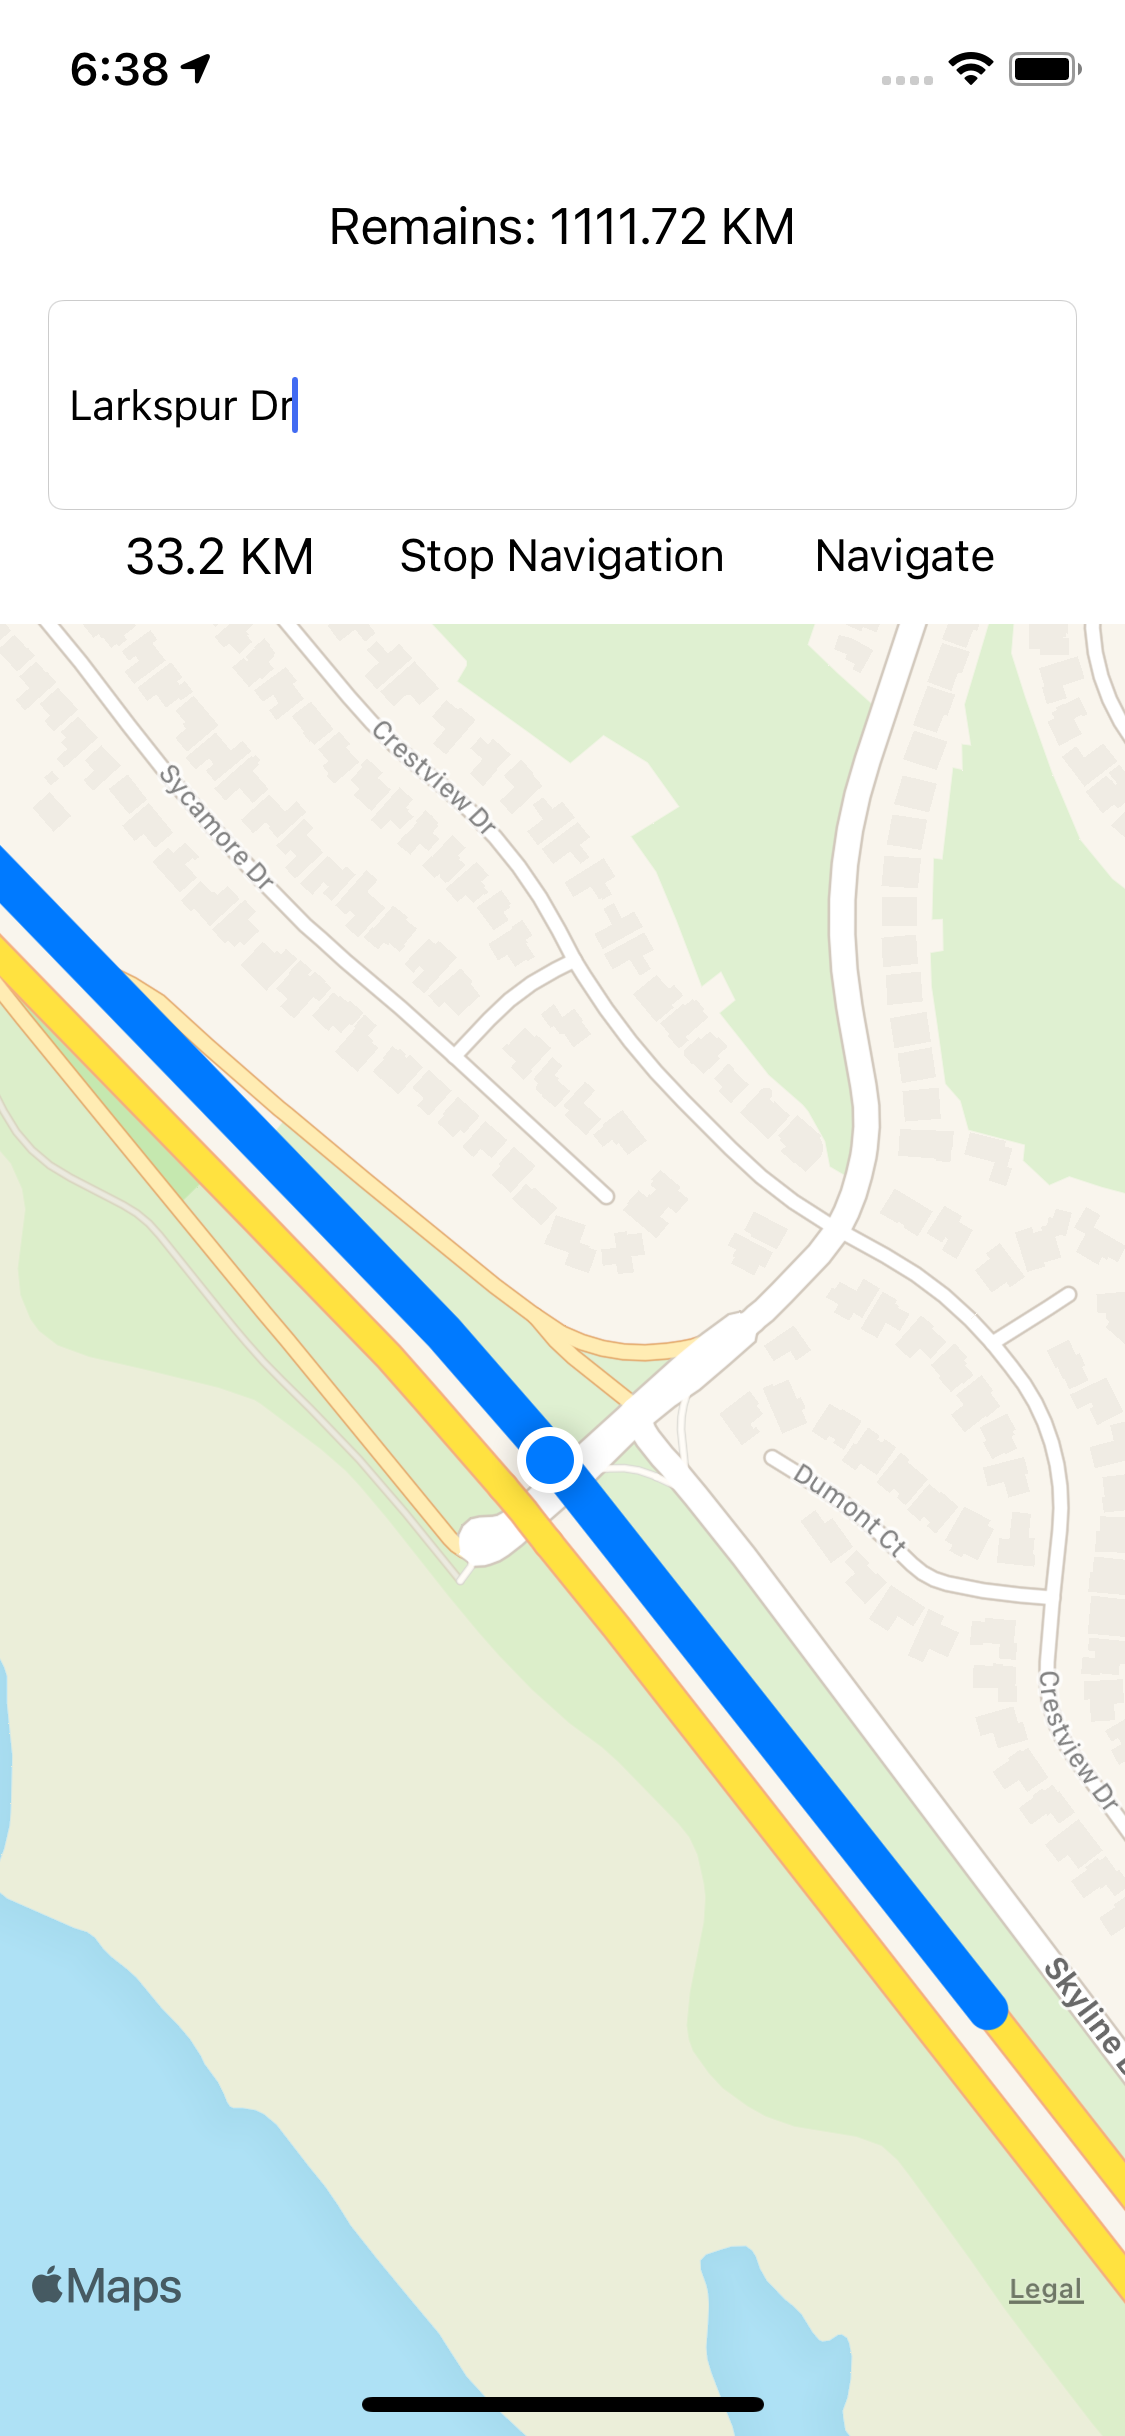 6:38
Remains: 1111.72 KM
Larkspur Dr
33.2 KM Stop Navigation Navigate
Crestview Dr
Sycamore Dr
Dumont Ct
Crestview Dr
Skyline
Maps
Legal